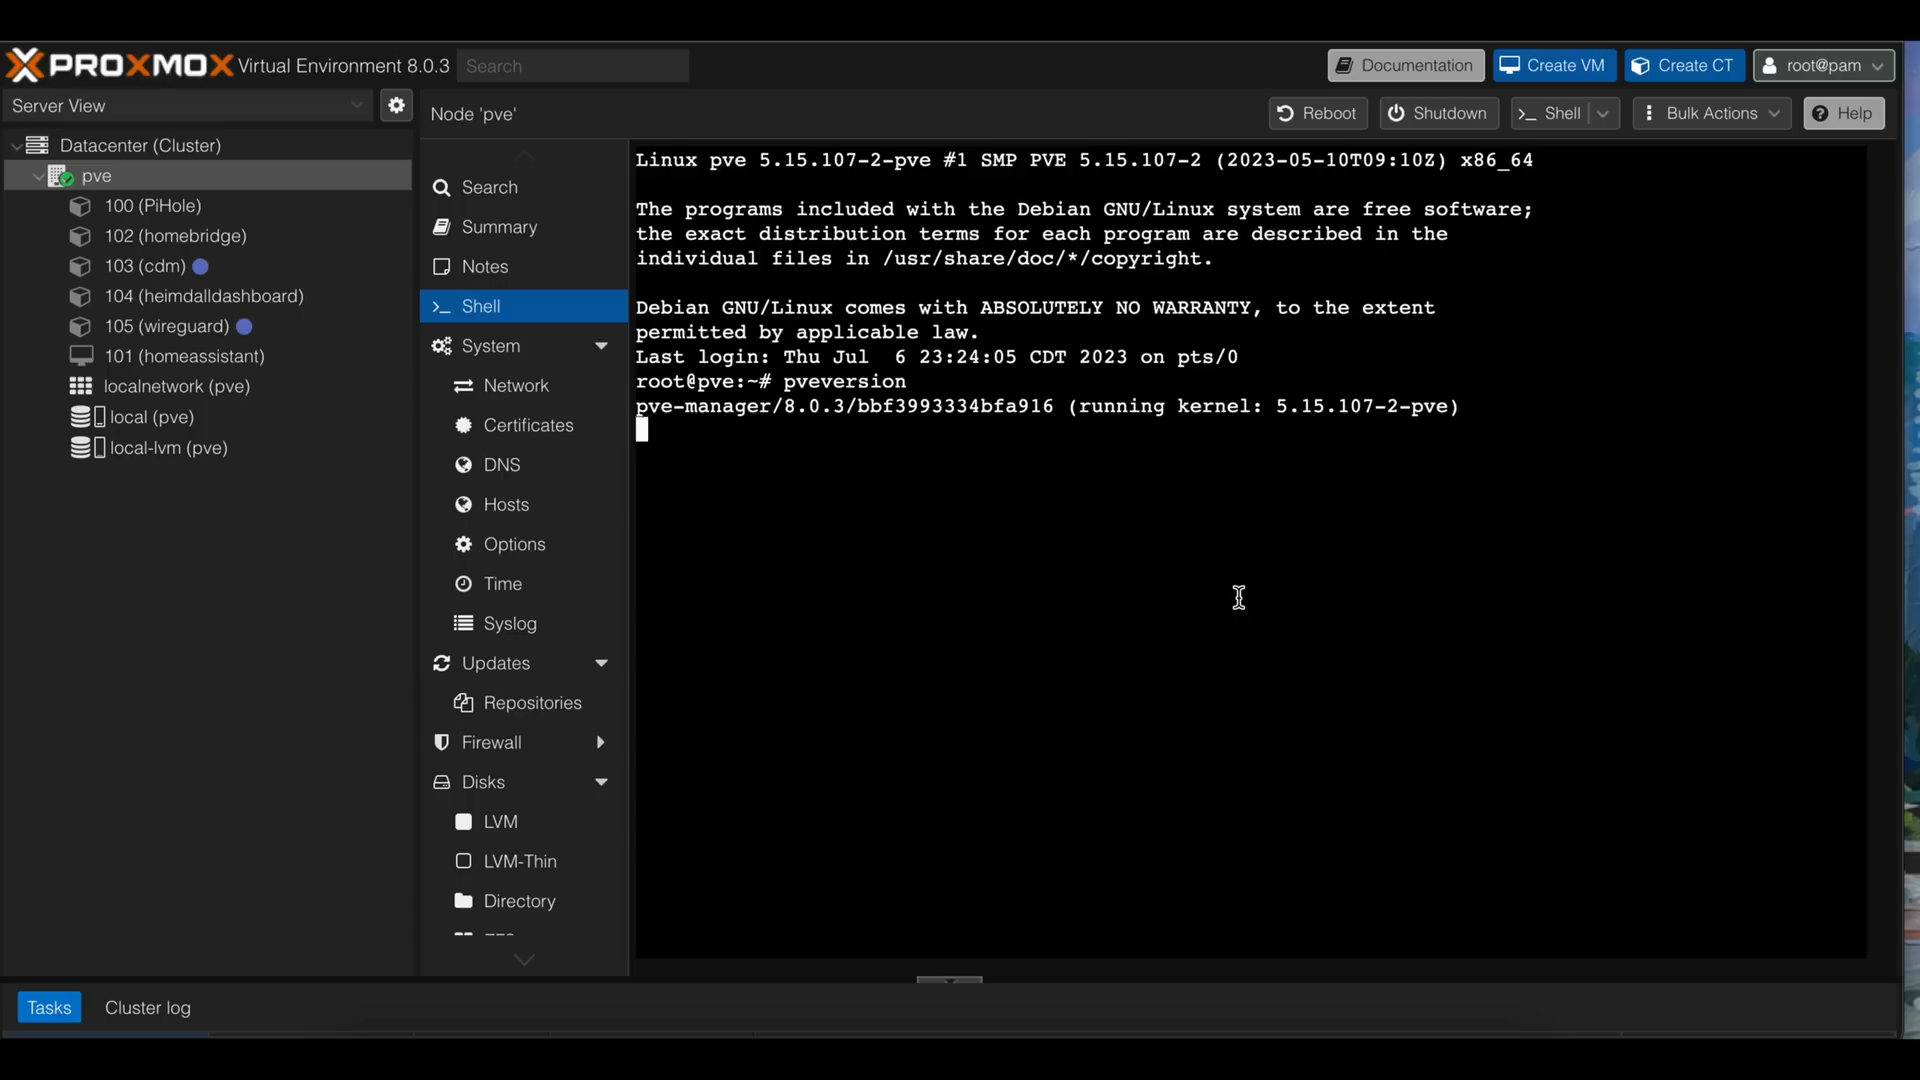 PROXMOX Virtual Environment 8.0.3 Search Documentation Create VM Create CT root@pam
Server View
Node 'pve' Reboot Shutdown >_ Shell Bulk Actions Help
Datacenter (Cluster)
pve
100 (PiHole)
102 (homebridge)
103 (cdm)
104 (heimdalldashboard)
105 (wireguard)
101 (homeassistant)
localnetwork (pve)
local (pve)
local-lvm (pve)
Search
Summary
Notes
>_ Shell
System
Network
Certificates
DNS
Hosts
Options
Time
Syslog
Updates
Repositories
Firewall
Disks
LVM
LVM-Thin
Directory
Linux pve 5.15.107-2-pve #1 SMP PVE 5.15.107-2 (2023-05-10T09:10Z) x86_64
The programs included with the Debian GNU/Linux system are free software;
the exact distribution terms for each program are described in the
individual files in /usr/share/doc/*/copyright.
Debian GNU/Linux comes with ABSOLUTELY NO WARRANTY, to the extent
permitted by applicable law.
Last login: Thu Jul  6 23:24:05 CDT 2023 on pts/0
root@pve:~# pveversion
pve-manager/8.0.3/bbf3993334bfa916 (running kernel: 5.15.107-2-pve)
Tasks Cluster log